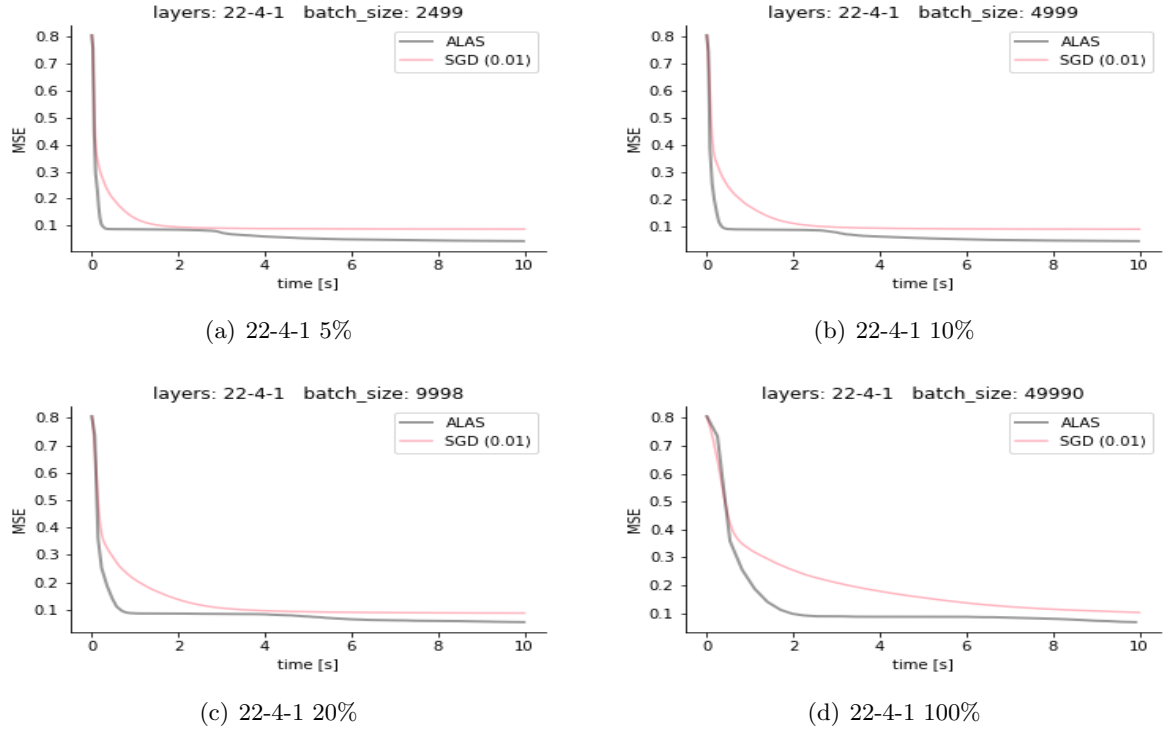 layers: 22-4-1 batch_size: 2499
MSE
0.8
0.7
0.6
0.5
0.4
0.3
0.2
0.1
ALAS
SGD (0.01)
0 2 4 6 8 10
time [s]
(a) 22-4-1 5%
layers: 22-4-1 batch_size: 4999
MSE
0.8
0.7
0.6
0.5
0.4
0.3
0.2
0.1
ALAS
SGD (0.01)
0 2 4 6 8 10
time [s]
(b) 22-4-1 10%
layers: 22-4-1 batch_size: 9998
MSE
0.8
0.7
0.6
0.5
0.4
0.3
0.2
0.1
ALAS
SGD (0.01)
0 2 4 6 8 10
time [s]
(c) 22-4-1 20%
layers: 22-4-1 batch_size: 49990
MSE
0.8
0.7
0.6
0.5
0.4
0.3
0.2
0.1
ALAS
SGD (0.01)
0 2 4 6 8 10
time [s]
(d) 22-4-1 100%